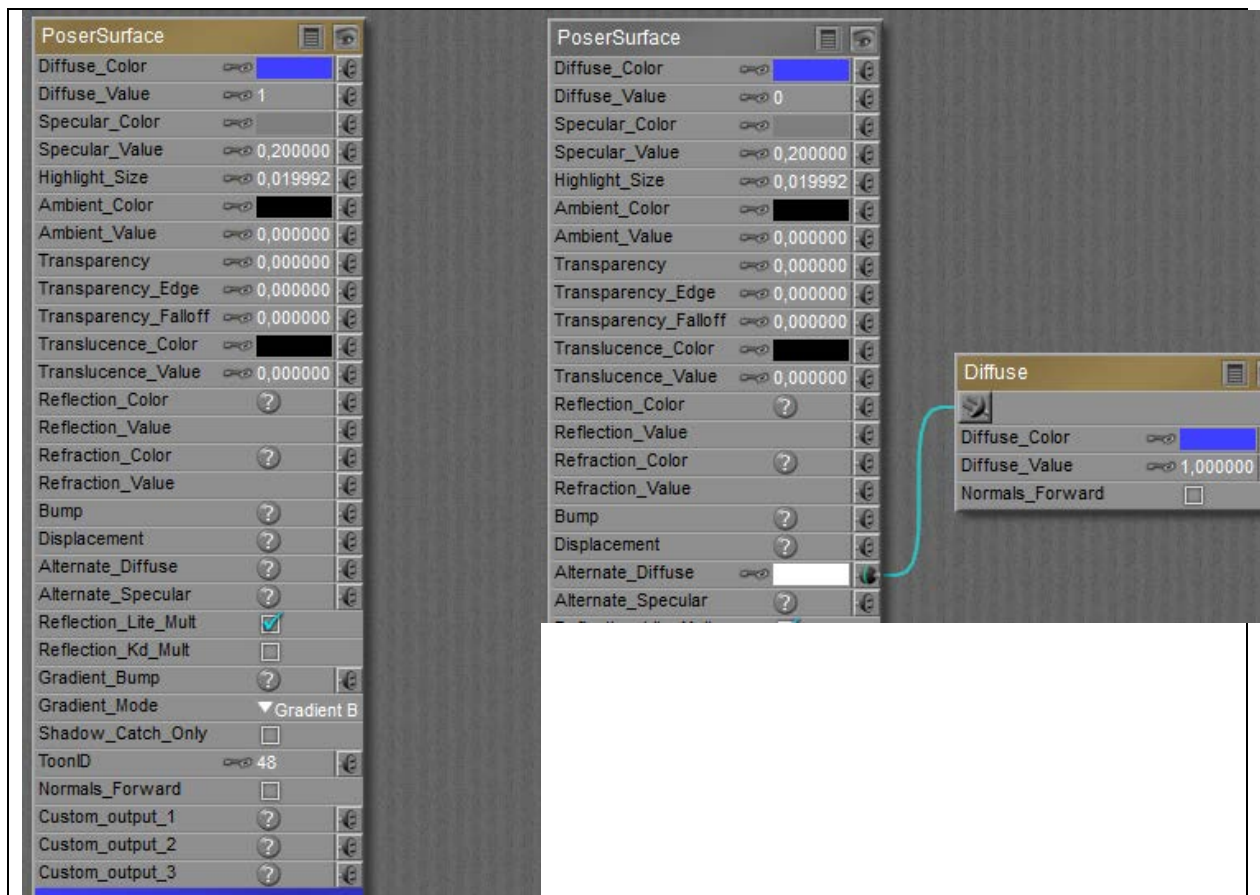 PoserSurface
Diffuse_Color
Diffuse_Value 1
Specular_Color
Specular_Value 0,200000
Highlight_Size 0,019992
Ambient_Color
Ambient_Value 0,000000
Transparency 0,000000
Transparency_Edge 0,000000
Transparency_Falloff 0,000000
Translucence_Color
Translucence_Value 0,000000
Reflection_Color ?
Reflection_Value
Refraction_Color ?
Refraction_Value
Bump ?
Displacement ?
Alternate_Diffuse ?
Alternate_Specular ?
Reflection_Lite_Mult
Reflection_Kd_Mult
Gradient_Bump ?
Gradient_Mode Gradient B
Shadow_Catch_Only
ToonID 48
Normals_Forward
Custom_output_1 ?
Custom_output_2 ?
Custom_output_3 ?
PoserSurface
Diffuse_Color
Diffuse_Value 0
Specular_Color
Specular_Value 0,200000
Highlight_Size 0,019992
Ambient_Color
Ambient_Value 0,000000
Transparency 0,000000
Transparency_Edge 0,000000
Transparency_Falloff 0,000000
Translucence_Color
Translucence_Value 0,000000
Reflection_Color ?
Reflection_Value
Refraction_Color ?
Refraction_Value
Bump ?
Displacement ?
Alternate_Diffuse
Alternate_Specular ?
Diffuse
Diffuse_Color
Diffuse_Value 1,000000
Normals_Forward